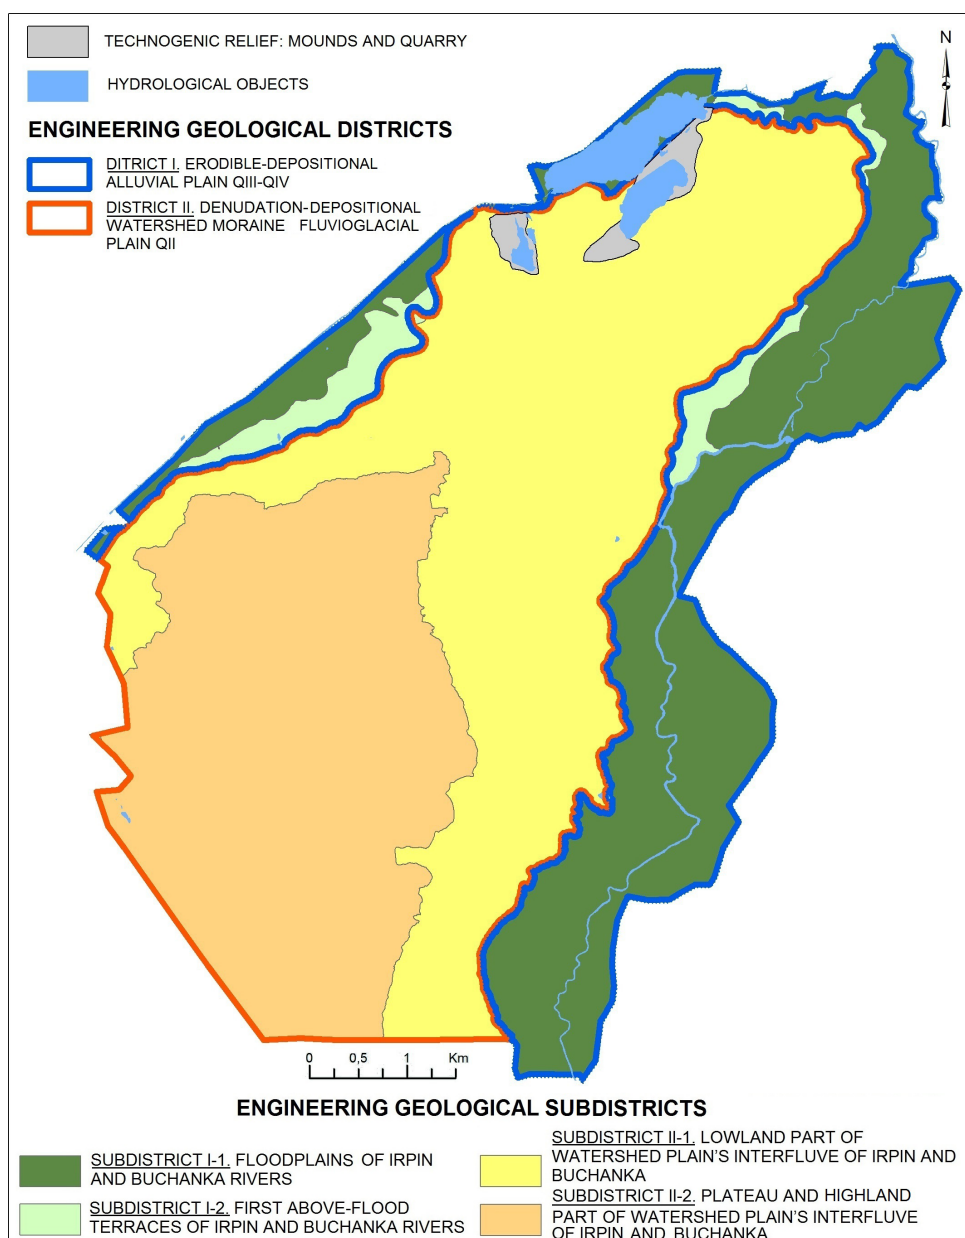 TECHNOGENIC RELIEF: MOUNDS AND QUARRY
HYDROLOGICAL OBJECTS
ENGINEERING GEOLOGICAL DISTRICTS
DITRICT I. ERODIBLE-DEPOSITIONAL
ALLUVIAL PLAIN QIII-QIV
DISTRICT II. DENUDATION-DEPOSITIONAL
WATERSHED MORAINE FLUVIOGLACIAL
PLAIN QII
N
0 0,5 1 Km
ENGINEERING GEOLOGICAL SUBDISTRICTS
SUBDISTRICT I-1. FLOODPLAINS OF IRPIN
AND BUCHANKA RIVERS
SUBDISTRICT I-2. FIRST ABOVE-FLOOD
TERRACES OF IRPIN AND BUCHANKA RIVERS
SUBDISTRICT II-1. LOWLAND PART OF
WATERSHED PLAIN'S INTERFLUVE OF IRPIN AND
BUCHANKA
SUBDISTRICT II-2. PLATEAU AND HIGHLAND
PART OF WATERSHED PLAIN'S INTERFLUVE
OF IRPIN AND BUCHANKA